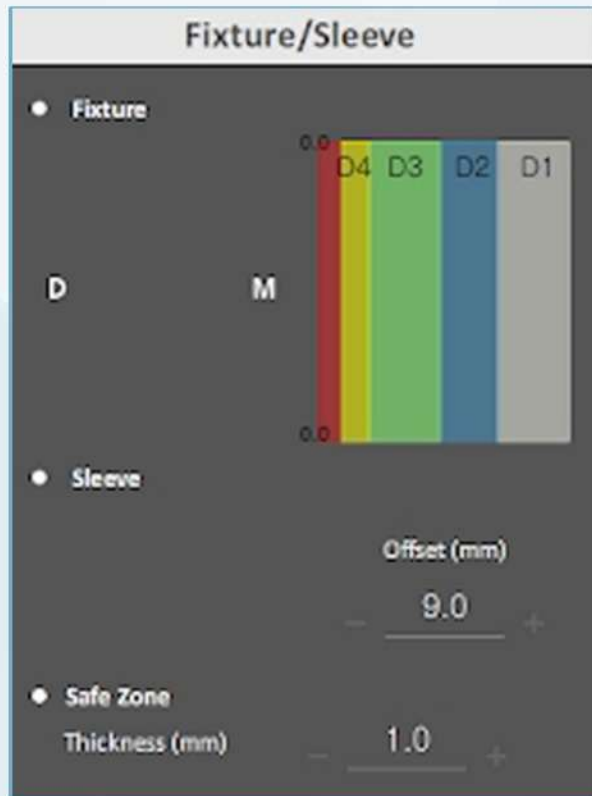 Fixture/Sleeve
Fixture
0.0
D4 D3 D2 D1
D M
0.0
Sleeve
Offset (mm)
− 9.0 +
Safe Zone
Thickness (mm) − 1.0 +